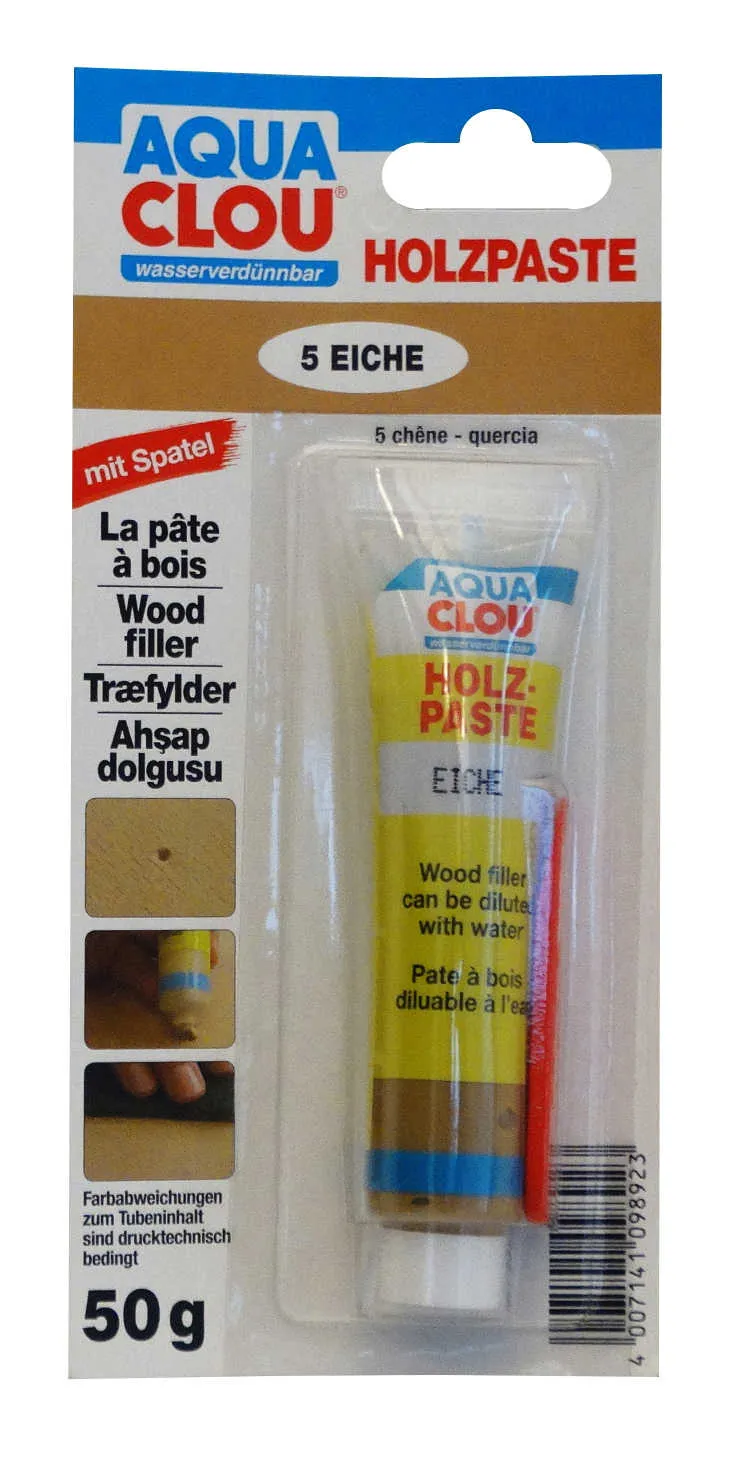 AQUA
CLOU®
wasserverdünnbar
HOLZPASTE
5 EICHE
5 chêne - quercia
mit Spatel
La pâte
à bois
Wood
filler
Træfylder
Ahşap
dolgusu
AQUA
CLOU
wasserverdünnbar
HOLZ-
PASTE
EICHE
Wood filler
can be dilute
with water
Pate à bois
diluable à l'eau
Farbabweichungen
zum Tubeninhalt
sind drucktechnisch
bedingt
50 g
4 007141 098923